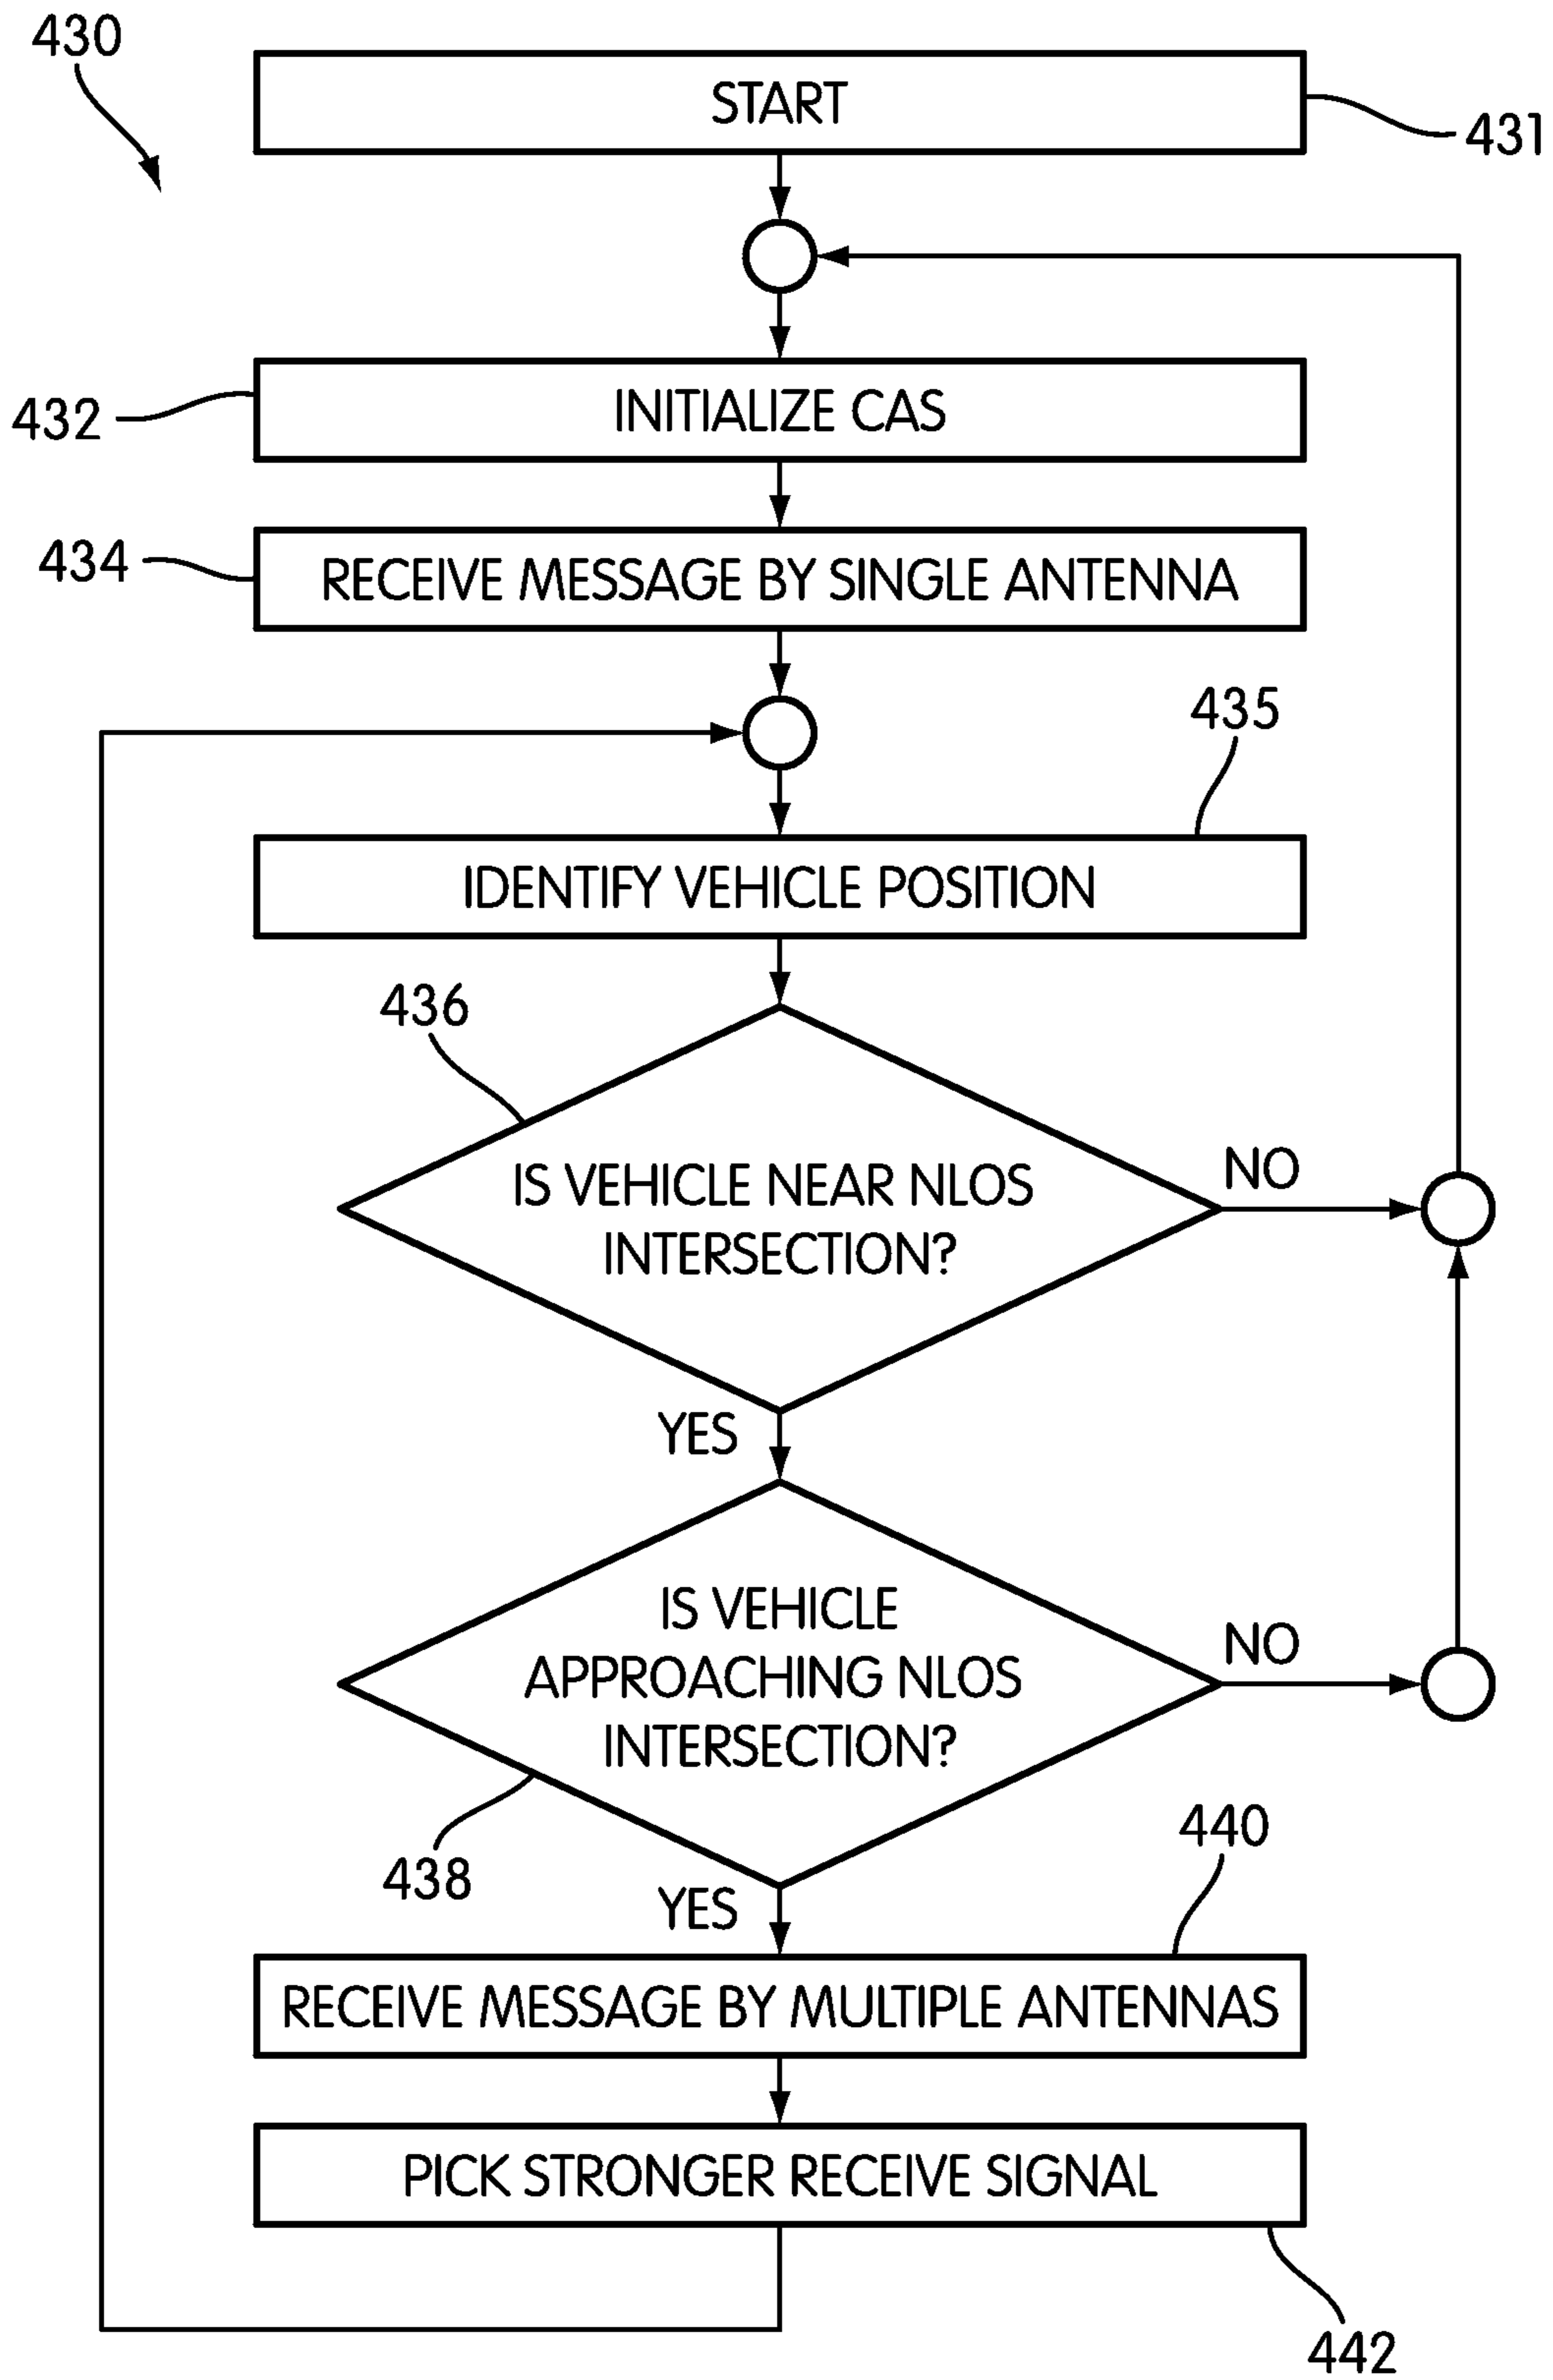 430
START
431
INITIALIZE CAS
432
434
RECEIVE MESSAGE BY SINGLE ANTENNA
435
IDENTIFY VEHICLE POSITION
436
IS VEHICLE NEAR NLOS
INTERSECTION?
NO
YES
IS VEHICLE
APPROACHING NLOS
INTERSECTION?
NO
438
YES
440
RECEIVE MESSAGE BY MULTIPLE ANTENNAS
PICK STRONGER RECEIVE SIGNAL
442